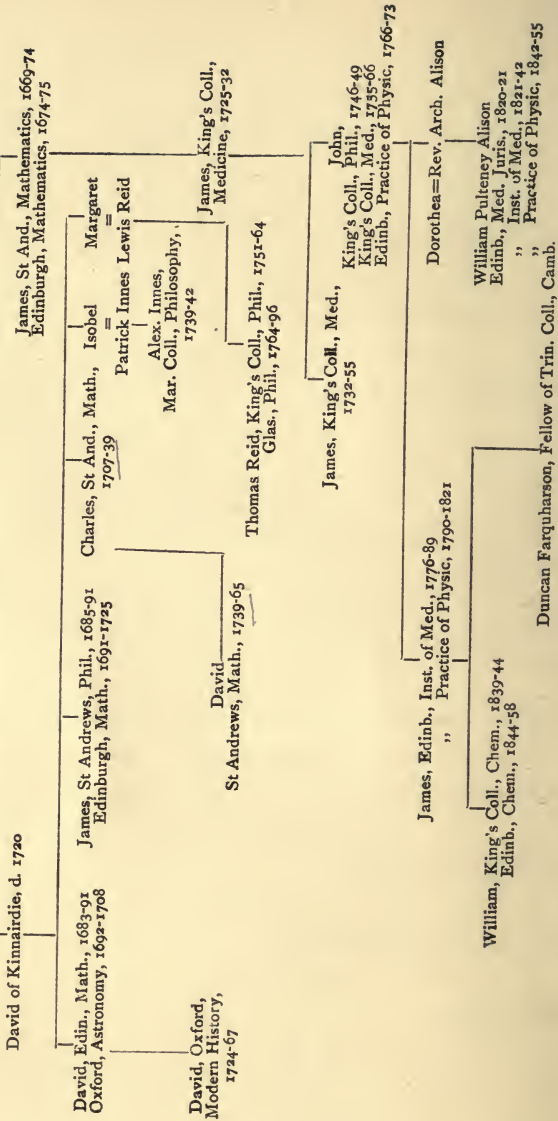 David of Kinnairdie, d. 1720
James, St And., Mathematics, 1669-74
Edinburgh, Mathematics, 1674-75
David, Edin., Math., 1683-91
Oxford, Astronomy, 1692-1708
James, St Andrews, Phil., 1685-91
Edinburgh, Math., 1691-1725
Charles, St And., Math.,
1707-39
Isobel
=
Patrick Innes
Margaret
=
Lewis Reid
Alex. Innes,
Mar. Coll., Philosophy,
1739-42
James, King's Coll.,
Medicine, 1725-32
David, Oxford,
Modern History,
1724-67
David
St Andrews, Math., 1739-65
Thomas Reid, King's Coll., Phil., 1751-64
Glas., Phil., 1764-96
James, King's Coll., Med.,
1732-55
John,
King's Coll., Phil., 1746-49
King's Coll., Med., 1755-66
Edinb., Practice of Physic, 1766-73
James, Edinb., Inst. of Med., 1776-89
,, Practice of Physic, 1790-1821
Dorothea=Rev. Arch. Alison
William Pulteney Alison
Edinb., Med. Juris., 1820-21
,, Inst. of Med., 1821-42
,, Practice of Physic, 1842-55
William, King's Coll., Chem., 1839-44
Edinb., Chem., 1844-58
Duncan Farquharson, Fellow of Trin. Coll., Camb.